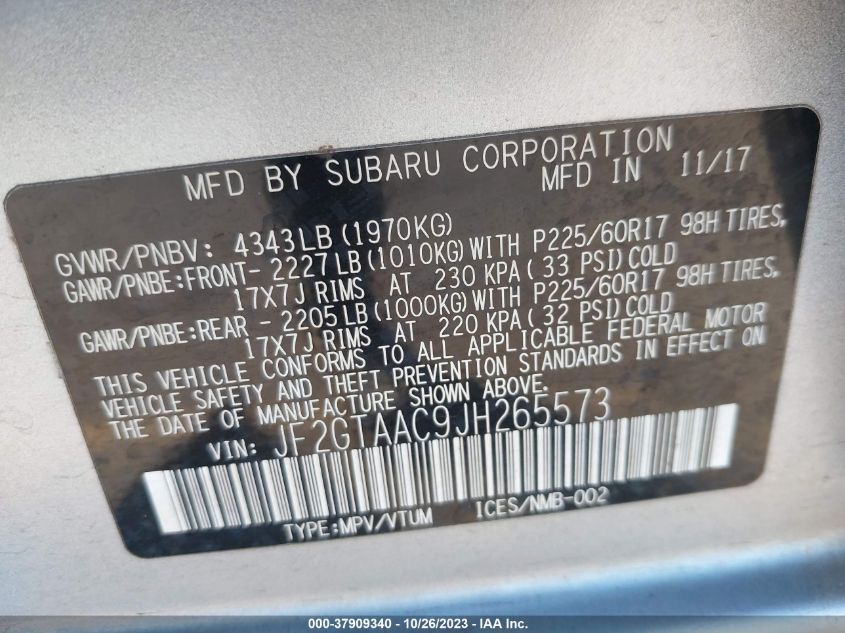 MFD BY SUBARU CORPORATION
MFD IN 11/17
GVWR/PNBV: 4343LB (1970KG)
GAWR/PNBE:FRONT- 2227LB (1010KG) WITH P225/60R17 98H TIRES,
17X7J RIMS AT 230 KPA ( 33 PSI) COLD
GAWR/PNBE:REAR - 2205LB (1000KG) WITH P225/60R17 98H TIRES,
17X7J RIMS AT 220 KPA ( 32 PSI) COLD
THIS VEHICLE CONFORMS TO ALL APPLICABLE FEDERAL MOTOR
VEHICLE SAFETY AND THEFT PREVENTION STANDARDS IN EFFECT ON
THE DATE OF MANUFACTURE SHOWN ABOVE.
VIN: JF2GTAAC9JH265573
TYPE:MPV/VTUM ICES/NMB-002
000-37909340 | 10/26/2023 - IAA Inc.